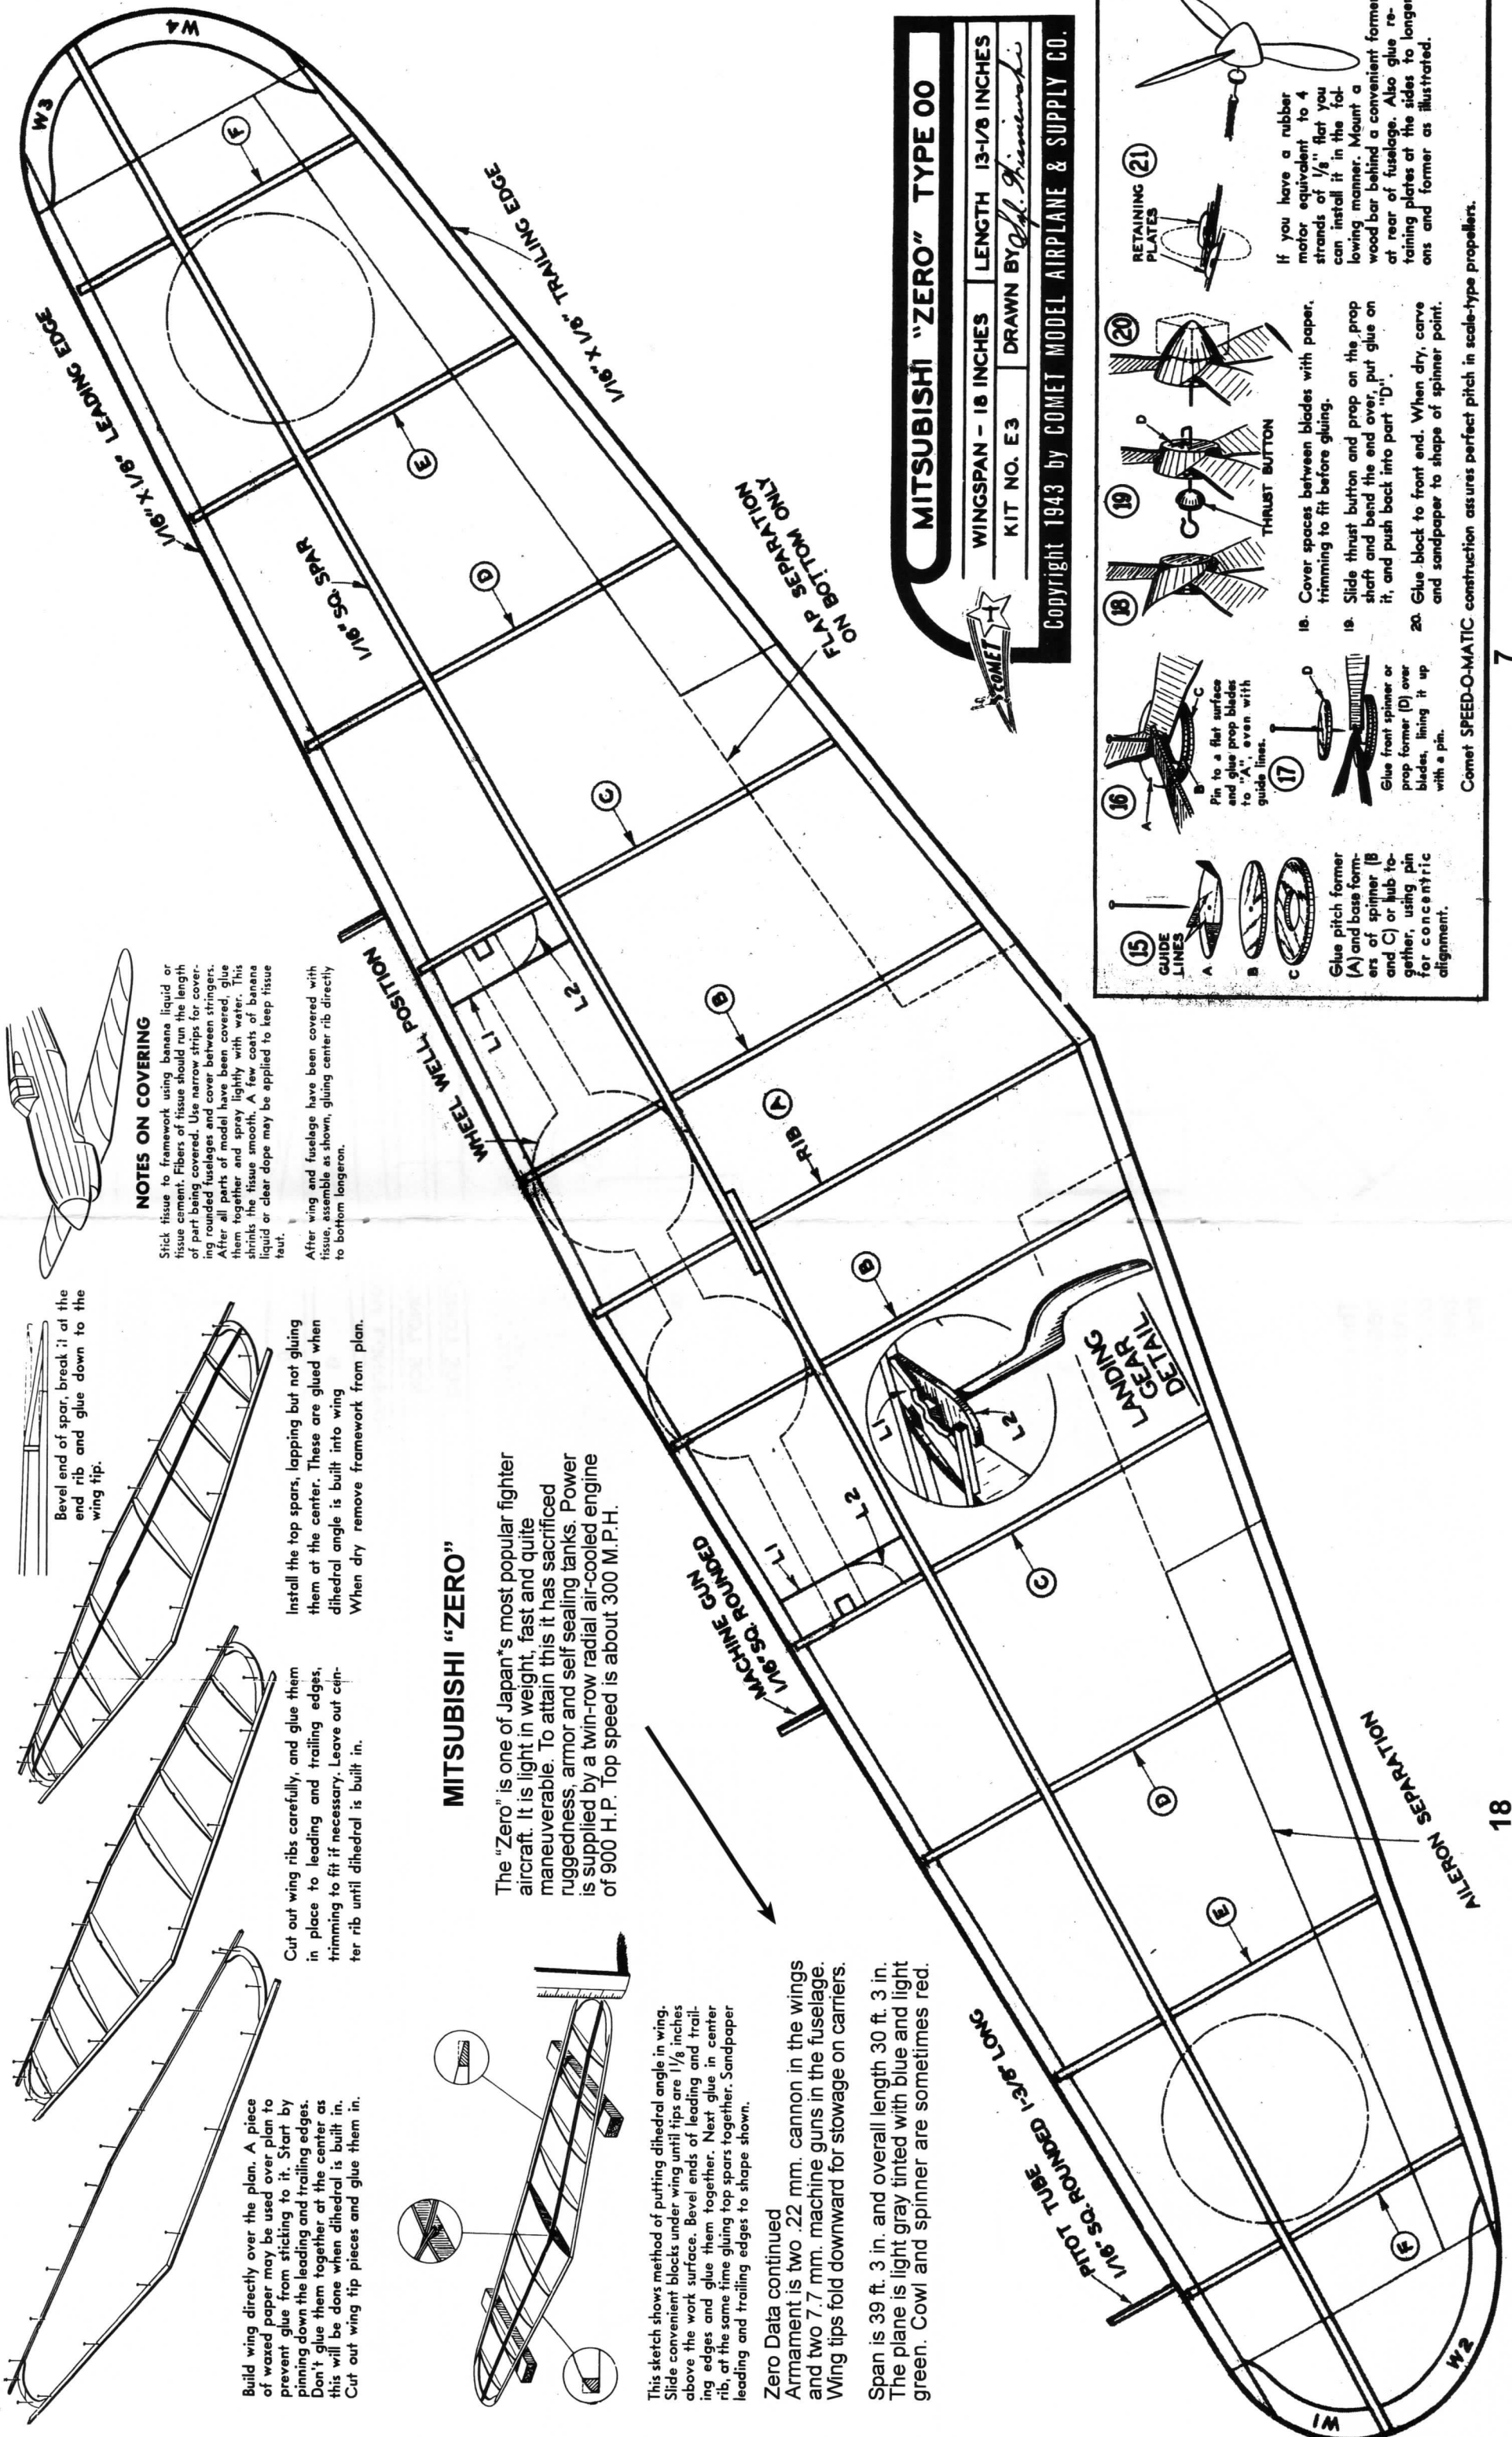 Build wing directly over the plan. A piece
of waxed paper may be used over plan to
prevent glue from sticking to it. Start by
pinning down the leading and trailing edges.
Don't glue them together at the center as
this will be done when dihedral is built in.
Cut out wing tip pieces and glue them in.
Cut out wing ribs carefully, and glue them
in place to leading and trailing edges,
trimming to fit if necessary. Leave out cen-
ter rib until dihedral is built in.
Install the top spars, lapping but not gluing
them at the center. These are glued when
dihedral angle is built into wing
When dry remove framework from plan.
Bevel end of spar, break it at the
end rib and glue down to the
wing tip.
NOTES ON COVERING
Stick tissue to framework using banana liquid or
tissue cement. Fibers of tissue should run the length
of part being covered. Use narrow strips for cover-
ing rounded fuselages and cover between stringers.
After all parts of model have been covered, glue
them together and spray lightly with water. This
shrinks the tissue smooth. A few coats of banana
liquid or clear dope may be applied to keep tissue
taut.
After wing and fuselage have been covered with
tissue, assemble as shown, gluing center rib directly
to bottom longeron.
This sketch shows method of putting dihedral angle in wing.
Slide convenient blocks under wing until tips are 1 1/8 inches
above the work surface. Bevel ends of leading and trail-
ing edges and glue them together. Next glue in center
rib, at the same time gluing top spars together. Sandpaper
leading and trailing edges to shape shown.
MITSUBISHI "ZERO"
The "Zero" is one of Japan*s most popular fighter
aircraft. It is light in weight, fast and quite
maneuverable. To attain this it has sacrificed
ruggedness, armor and self sealing tanks. Power
is supplied by a twin-row radial air-cooled engine
of 900 H.P. Top speed is about 300 M.P.H.
Zero Data continued
Armament is two .22 mm. cannon in the wings
and two 7.7 mm. machine guns in the fuselage.
Wing tips fold downward for stowage on carriers.
Span is 39 ft. 3 in. and overall length 30 ft. 3 in.
The plane is light gray tinted with blue and light
green. Cowl and spinner are sometimes red.
PITOT TUBE
1/16" SQ. ROUNDED 1-3/8" LONG
MACHINE GUN
1/16" SQ. ROUNDED
WHEEL WELL POSITION
1/16" X 1/8" LEADING EDGE
1/16" SQ. SPAR
1/16" X 1/8" TRAILING EDGE
FLAP SEPARATION
ON BOTTOM ONLY
AILERON SEPARATION
LANDING
GEAR
DETAIL
L1
L2
L1
L2
L1
L2
W1
W2
W3
W4
F
E
D
C
B
RIB A
B
C
D
E
F
MITSUBISHI "ZERO" TYPE 00
WINGSPAN - 18 INCHES
LENGTH 13-1/8 INCHES
KIT NO. E3
DRAWN BY
COMET
Copyright 1943 by COMET MODEL AIRPLANE & SUPPLY CO.
15
GUIDE
LINES
A
B
C
Glue pitch former
(A) and base form-
ers of spinner (B
and C) or hub to-
gether, using pin
for concentric
alignment.
16
A
B
C
Pin to a flat surface
and glue prop blades
to "A", even with
guide lines.
17
D
Glue front spinner or
prop former (D) over
blades, lining it up
with a pin.
18
19
D
THRUST BUTTON
20
18. Cover spaces between blades with paper,
trimming to fit before gluing.
19. Slide thrust button and prop on the prop
shaft and bend the end over, put glue on
it, and push back into part "D".
20. Glue block to front end. When dry, carve
and sandpaper to shape of spinner point.
RETAINING
PLATES
21
If you have a rubber
motor equivalent to 4
strands of 1/8" flat you
can install it in the fol-
lowing manner. Mount a
wood bar behind a convenient former
at rear of fuselage. Also glue re-
taining plates at the sides to longer
ons and former as illustrated.
Comet SPEED-O-MATIC construction assures perfect pitch in scale-type propellers.
18
7